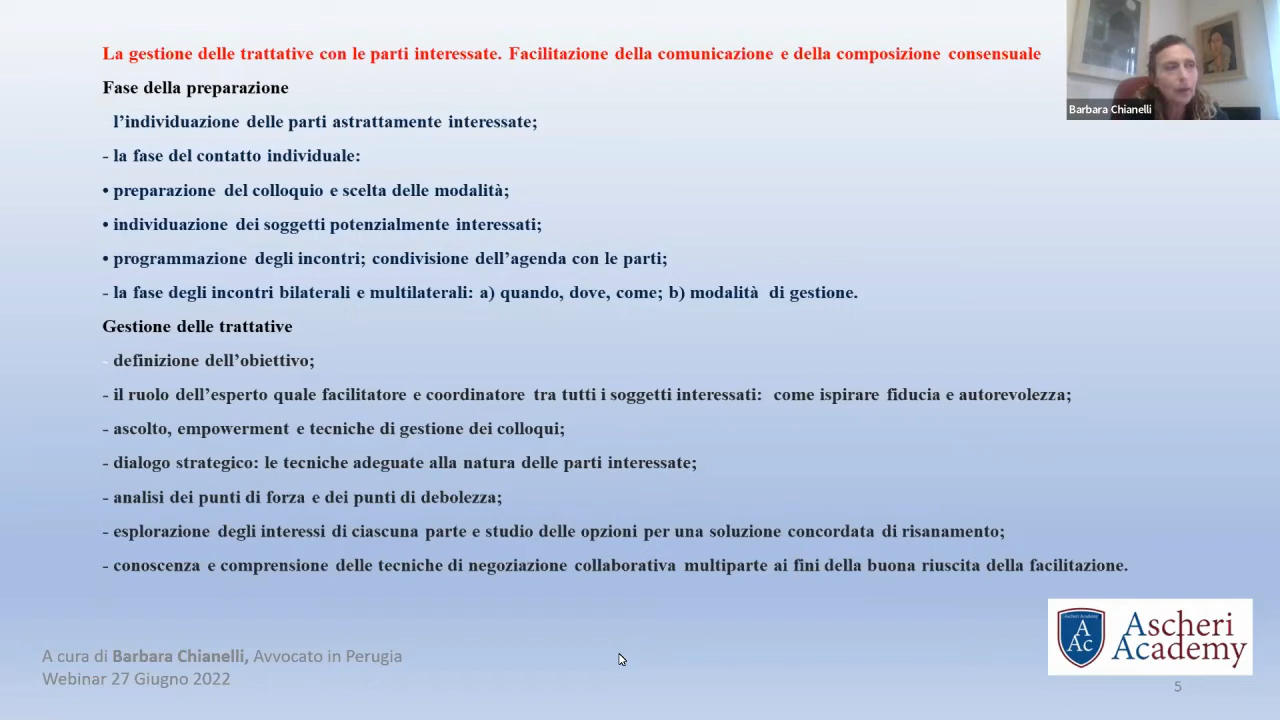 La gestione delle trattative con le parti interessate. Facilitazione della comunicazione e della composizione consensuale
Barbara Chianelli
Fase della preparazione
l’individuazione delle parti astrattamente interessate;
- la fase del contatto individuale:
• preparazione del colloquio e scelta delle modalità;
• individuazione dei soggetti potenzialmente interessati;
• programmazione degli incontri; condivisione dell’agenda con le parti;
- la fase degli incontri bilaterali e multilaterali: a) quando, dove, come; b) modalità di gestione.
Gestione delle trattative
- definizione dell’obiettivo;
- il ruolo dell’esperto quale facilitatore e coordinatore tra tutti i soggetti interessati: come ispirare fiducia e autorevolezza;
- ascolto, empowerment e tecniche di gestione dei colloqui;
- dialogo strategico: le tecniche adeguate alla natura delle parti interessate;
- analisi dei punti di forza e dei punti di debolezza;
- esplorazione degli interessi di ciascuna parte e studio delle opzioni per una soluzione concordata di risanamento;
- conoscenza e comprensione delle tecniche di negoziazione collaborativa multiparte ai fini della buona riuscita della facilitazione.
Ascheri Academy
A
Ac
Ascheri
Academy
A cura di Barbara Chianelli, Avvocato in Perugia
Webinar 27 Giugno 2022
5